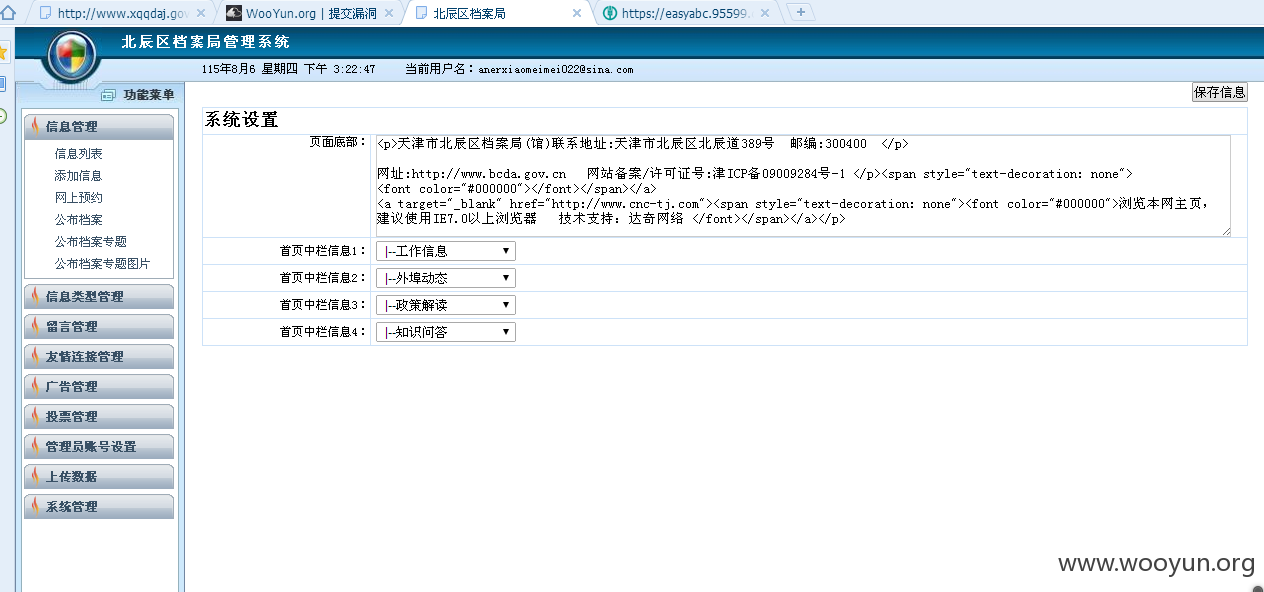 http://www.xqqdaj.gov
WooYun.org | 提交漏洞
北辰区档案局
https://easyabc.95599.
北辰区档案局管理系统
115年8月6 星期四 下午 3:22:47 当前用户名：anerxiaomeimei022@sina.com
功能菜单
保存信息
信息管理
信息列表
添加信息
网上预约
公布档案
公布档案专题
公布档案专题图片
信息类型管理
留言管理
友情连接管理
广告管理
投票管理
管理员账号设置
上传数据
系统管理
系统设置
页面底部：
<p>天津市北辰区档案局(馆)联系地址:天津市北辰区北辰道389号 邮编:300400 </p>
网址:http://www.bcda.gov.cn 网站备案/许可证号:津ICP备09009284号-1 </p><span style="text-decoration: none">
<font color="#000000"></font></span></a>
<a target="_blank" href="http://www.cnc-tj.com"><span style="text-decoration: none"><font color="#000000">浏览本网主页，
建议使用IE7.0以上浏览器 技术支持：达奇网络 </font></span></a></p>
首页中栏信息1： |--工作信息
首页中栏信息2： |--外埠动态
首页中栏信息3： |--政策解读
首页中栏信息4： |--知识问答
www.wooyun.org